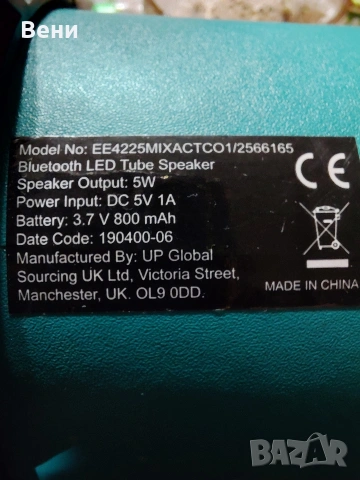 Вени
Model No: EE4225MIXACTCO1/2566165
Bluetooth LED Tube Speaker
Speaker Output: 5W
Power Input: DC 5V 1A
Battery: 3.7 V 800 mAh
Date Code: 190400-06
Manufactured By: UP Global
Sourcing UK Ltd, Victoria Street,
Manchester, UK. OL9 0DD.
CE
MADE IN CHINA
BAZAR